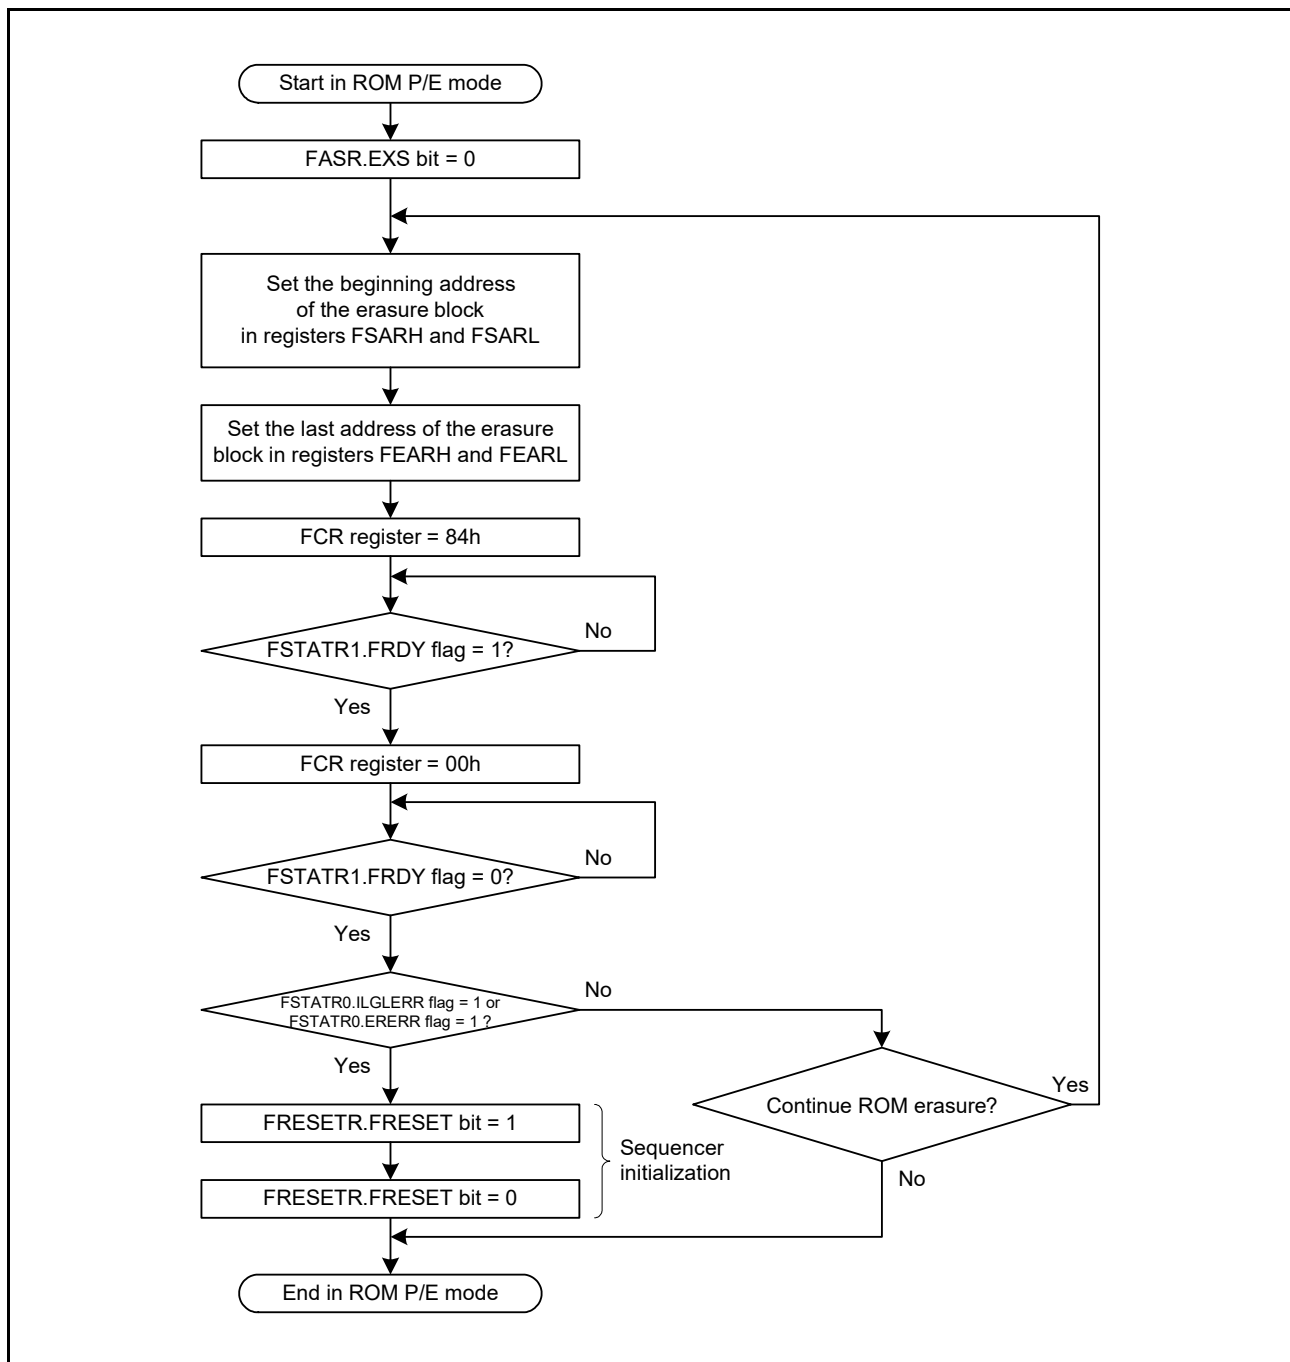 Start in ROM P/E mode
FASR.EXS bit = 0
Set the beginning address
of the erasure block
in registers FSARH and FSARL
Set the last address of the erasure
block in registers FEARH and FEARL
FCR register = 84h
FSTATR1.FRDY flag = 1?
No
Yes
FCR register = 00h
FSTATR1.FRDY flag = 0?
No
Yes
FSTATR0.ILGLERR flag = 1 or
FSTATR0.ERERR flag = 1 ?
No
Yes
Continue ROM erasure?
Yes
No
FRESETR.FRESET bit = 1
FRESETR.FRESET bit = 0
Sequencer
initialization
End in ROM P/E mode